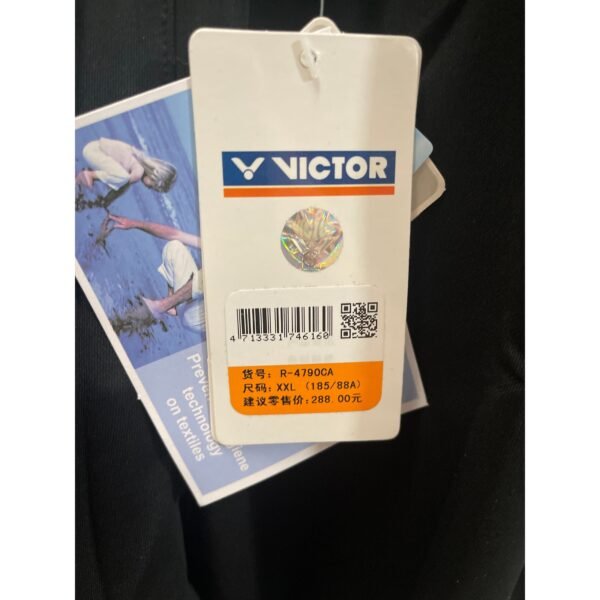 VICTOR
4 713331 746160
货号: R-4790CA
尺码: XXL (185/88A)
建议零售价:288.00元
technology
on textiles